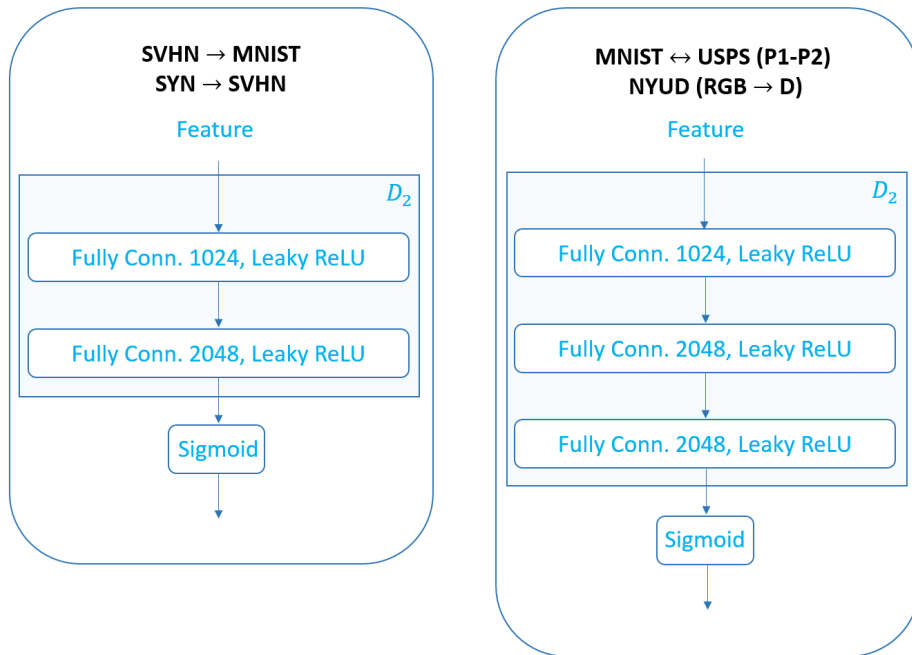 SVHN → MNIST
SYN → SVHN
Feature
D₂
Fully Conn. 1024, Leaky ReLU
Fully Conn. 2048, Leaky ReLU
Sigmoid
MNIST ↔ USPS (P1-P2)
NYUD (RGB → D)
Feature
D₂
Fully Conn. 1024, Leaky ReLU
Fully Conn. 2048, Leaky ReLU
Fully Conn. 2048, Leaky ReLU
Sigmoid